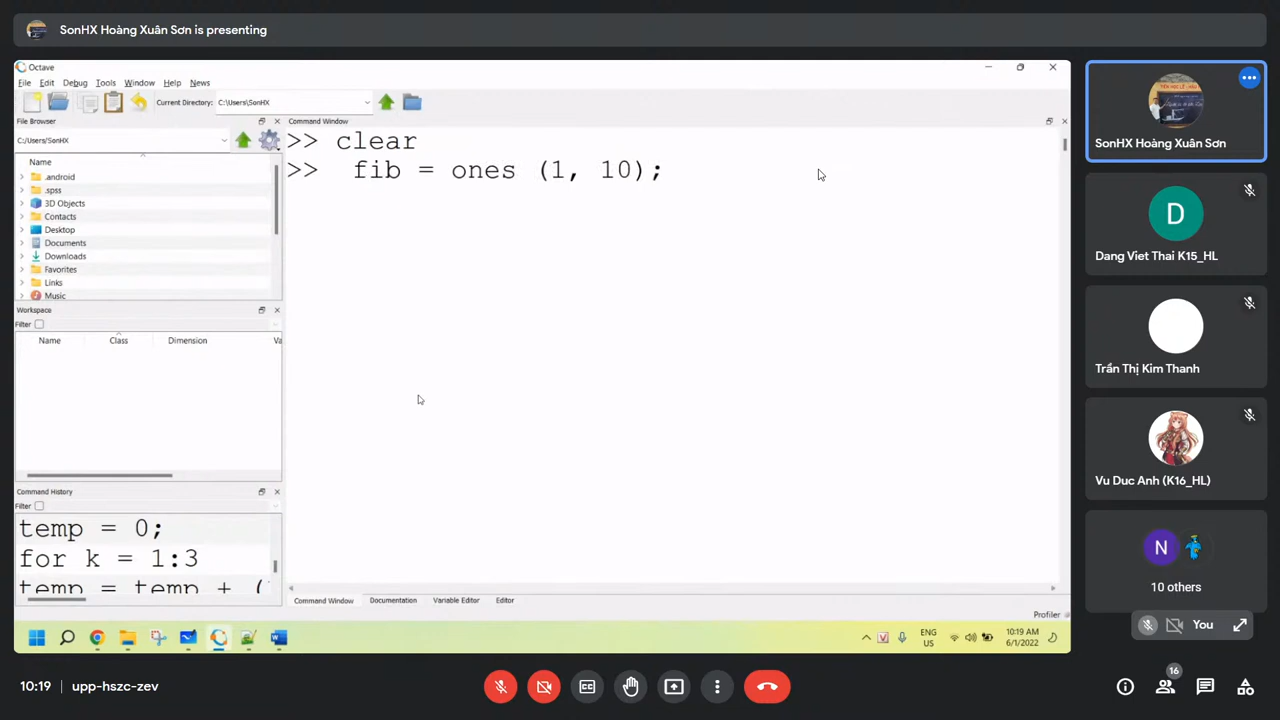 SonHX Hoàng Xuân Sơn is presenting
Octave
File Edit Debug Tools Window Help News
Current Directory: C:\Users\SonHX
File Browser
C:/Users/SonHX
Name
.android
.spss
3D Objects
Contacts
Desktop
Documents
Downloads
Favorites
Links
Music
Workspace
Filter
Name Class Dimension Va
Command History
Filter
temp = 0;
for k = 1:3
temp = temp + (
Command Window
>> clear
>> fib = ones (1, 10);
Command Window Documentation Variable Editor Editor
Profiler
ENG
US
10:19 AM
6/1/2022
SonHX Hoàng Xuân Sơn
D
Dang Viet Thai K15_HL
Trần Thị Kim Thanh
Vu Duc Anh (K16_HL)
N
10 others
You
10:19 | upp-hszc-zev
16